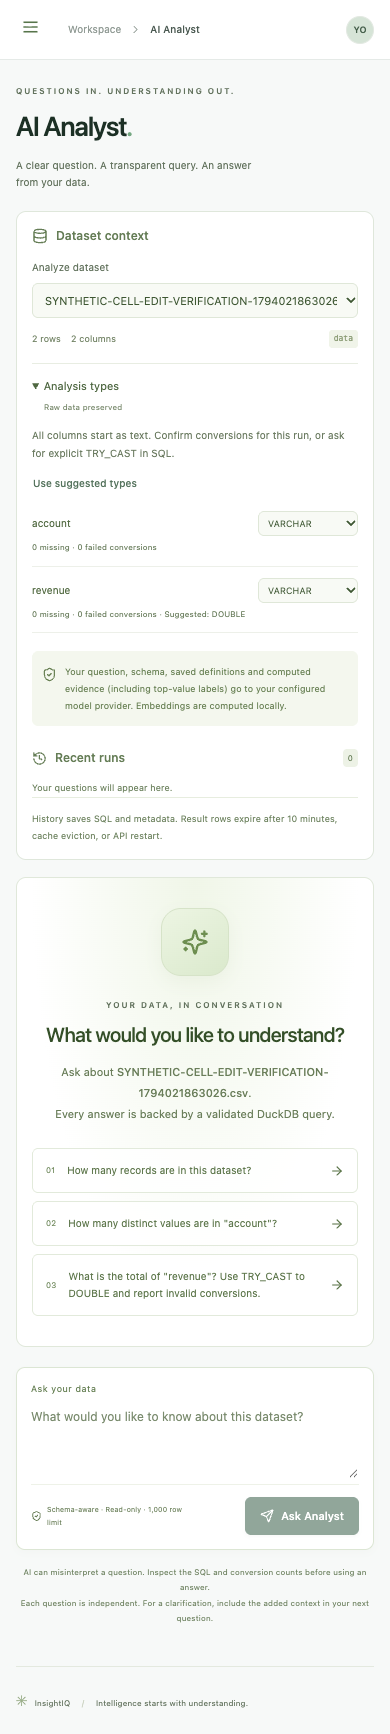 Workspace > AI Analyst
YO
QUESTIONS IN. UNDERSTANDING OUT.
AI Analyst.
A clear question. A transparent query. An answer
from your data.
Dataset context
Analyze dataset
SYNTHETIC-CELL-EDIT-VERIFICATION-1794021863026
2 rows 2 columns
data
▼ Analysis types
Raw data preserved
All columns start as text. Confirm conversions for this run, or ask
for explicit TRY_CAST in SQL.
Use suggested types
account
VARCHAR
0 missing · 0 failed conversions
revenue
VARCHAR
0 missing · 0 failed conversions · Suggested: DOUBLE
Your question, schema, saved definitions and computed
evidence (including top-value labels) go to your configured
model provider. Embeddings are computed locally.
Recent runs
0
Your questions will appear here.
History saves SQL and metadata. Result rows expire after 10 minutes,
cache eviction, or API restart.
YOUR DATA, IN CONVERSATION
What would you like to understand?
Ask about SYNTHETIC-CELL-EDIT-VERIFICATION-
1794021863026.csv.
Every answer is backed by a validated DuckDB query.
01 How many records are in this dataset? →
02 How many distinct values are in "account"? →
03 What is the total of "revenue"? Use TRY_CAST to
DOUBLE and report invalid conversions. →
Ask your data
What would you like to know about this dataset?
Schema-aware · Read-only · 1,000 row
limit
Ask Analyst
AI can misinterpret a question. Inspect the SQL and conversion counts before using an
answer.
Each question is independent. For a clarification, include the added context in your next
question.
InsightIQ / Intelligence starts with understanding.